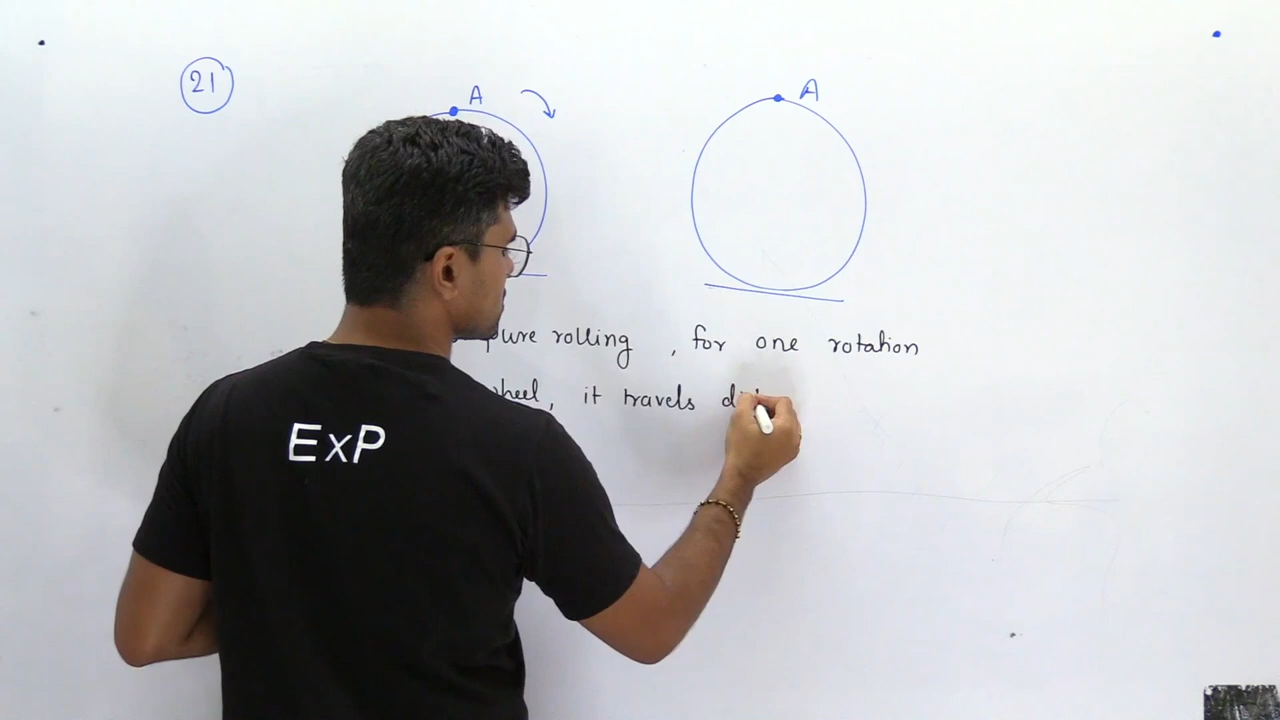 21
A
A
pure rolling , for one rotation
wheel, it travels
ExP